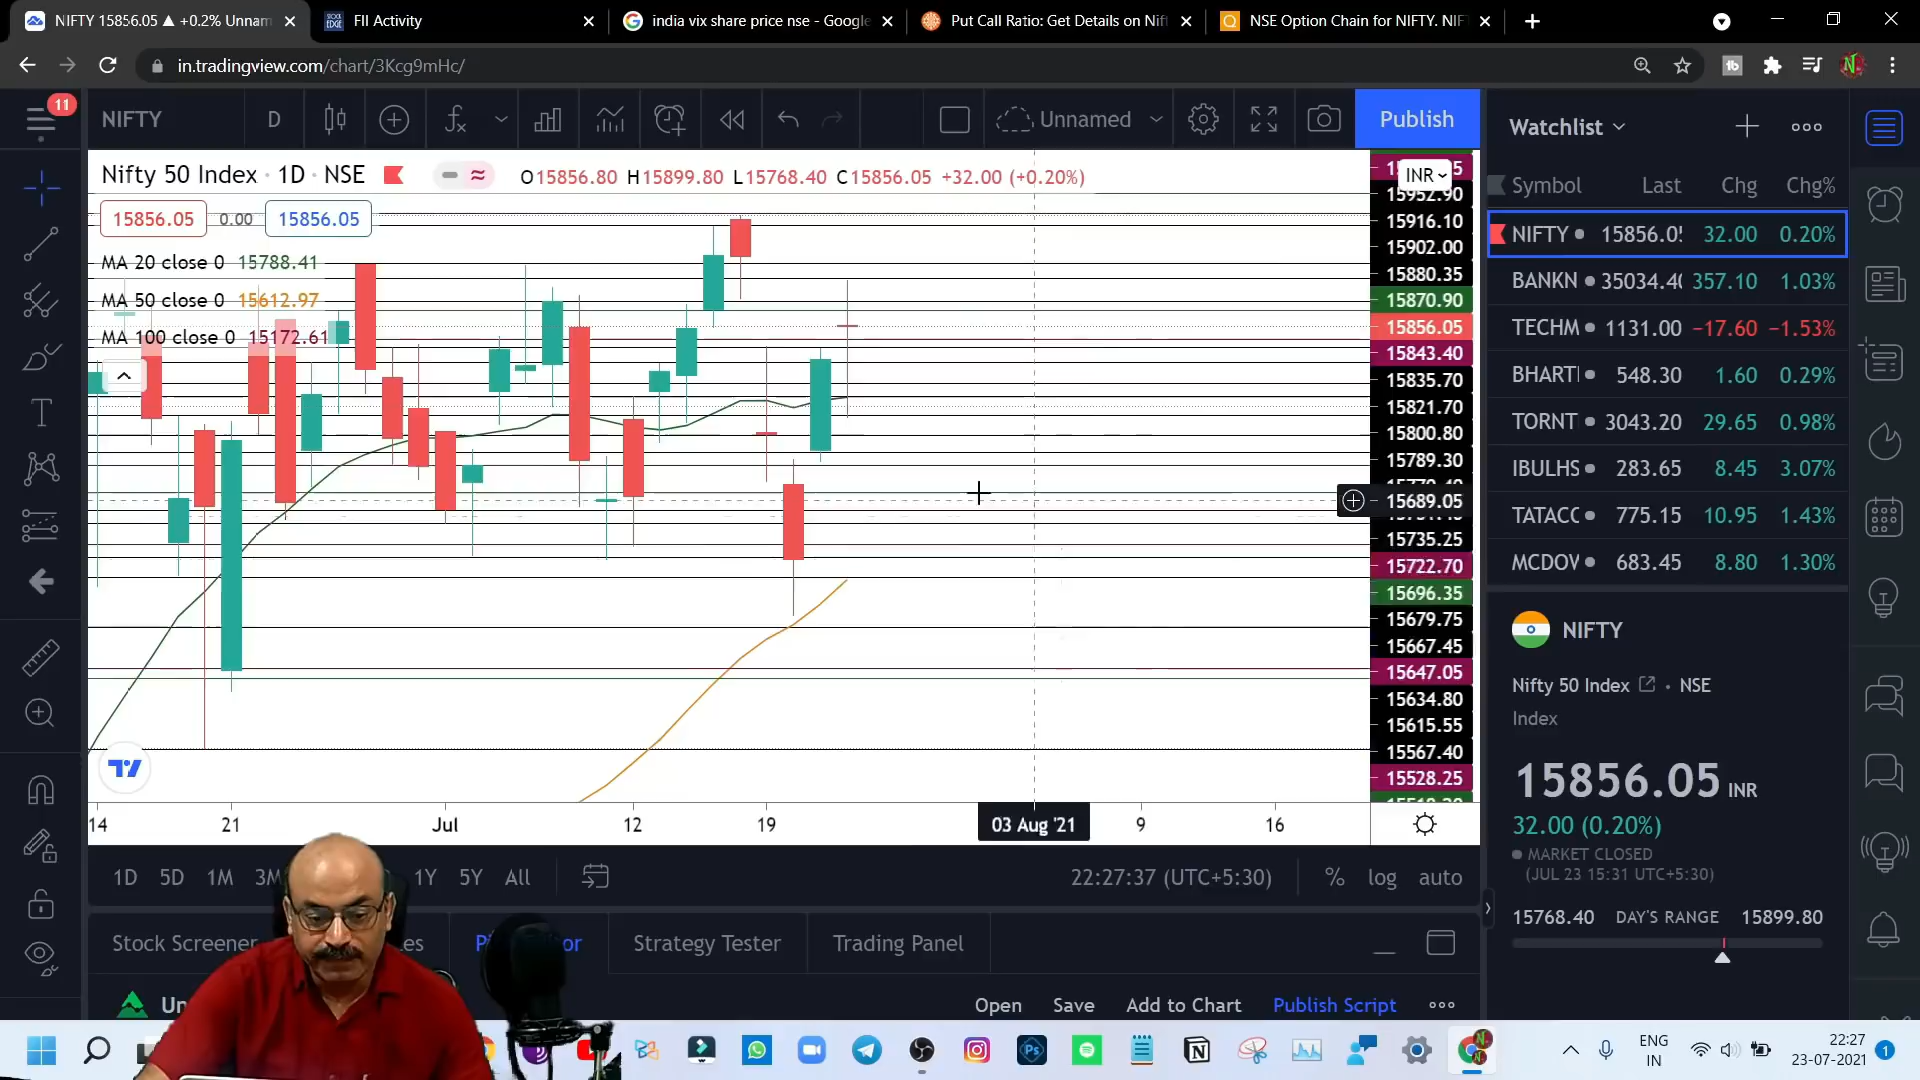 NIFTY 15856.05 ▲ +0.2% Unnam
FII Activity
india vix share price nse - Google
Put Call Ratio: Get Details on Nift
NSE Option Chain for NIFTY. NIF
in.tradingview.com/chart/3Kcg9mHc/
11
NIFTY
D
Unnamed
Publish
Watchlist
Nifty 50 Index · 1D · NSE
O15856.80 H15899.80 L15768.40 C15856.05 +32.00 (+0.20%)
15856.05 0.00 15856.05
MA 20 close 0 15788.41
MA 50 close 0 15612.97
MA 100 close 0 15172.61
INR
15952.90
15916.10
15902.00
15880.35
15870.90
15856.05
15843.40
15835.70
15821.70
15800.80
15789.30
15689.05
15735.25
15722.70
15696.35
15679.75
15667.45
15647.05
15634.80
15615.55
15567.40
15528.25
14 21 Jul 12 19 03 Aug '21 9 16
Symbol Last Chg Chg%
NIFTY 15856.05 32.00 0.20%
BANKN 35034.40 357.10 1.03%
TECHM 1131.00 −17.60 −1.53%
BHARTI 548.30 1.60 0.29%
TORNT 3043.20 29.65 0.98%
IBULHS 283.65 8.45 3.07%
TATACO 775.15 10.95 1.43%
MCDOW 683.45 8.80 1.30%
NIFTY
Nifty 50 Index · NSE
Index
15856.05 INR
32.00 (0.20%)
MARKET CLOSED
(JUL 23 15:31 UTC+5:30)
15768.40 DAY'S RANGE 15899.80
1D 5D 1M 3M 1Y 5Y All
22:27:37 (UTC+5:30) % log auto
Stock Screener Strategy Tester Trading Panel
Open Save Add to Chart Publish Script
ENG
IN
22:27
23-07-2021
1